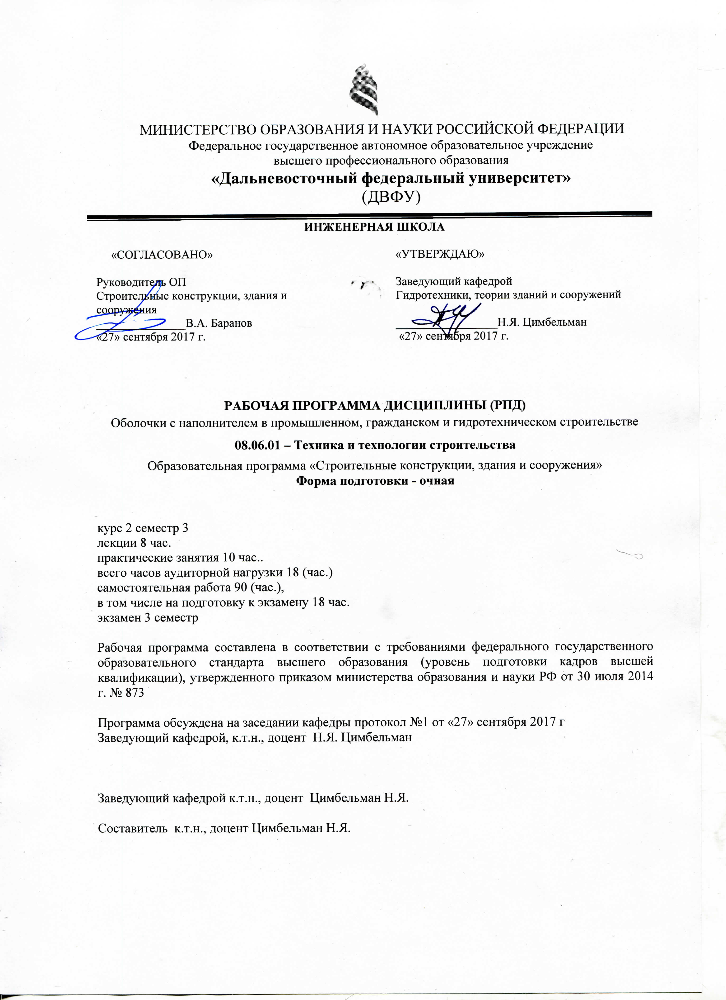 МИНИСТЕРСТВО ОБРАЗОВАНИЯ И НАУКИ РОССИЙСКОЙ ФЕДЕРАЦИИ
Федеральное государственное автономное образовательное учреждение
высшего профессионального образования
«Дальневосточный федеральный университет»
(ДВФУ)
ИНЖЕНЕРНАЯ ШКОЛА
«СОГЛАСОВАНО»
Руководитель ОП
Строительные конструкции, здания и
сооружения
В.А. Баранов
«27» сентября 2017 г.
«УТВЕРЖДАЮ»
Заведующий кафедрой
Гидротехники, теории зданий и сооружений
Н.Я. Цимбельман
«27» сентября 2017 г.
РАБОЧАЯ ПРОГРАММА ДИСЦИПЛИНЫ (РПД)
Оболочки с наполнителем в промышленном, гражданском и гидротехническом строительстве
08.06.01 – Техника и технологии строительства
Образовательная программа «Строительные конструкции, здания и сооружения»
Форма подготовки - очная
курс 2 семестр 3
лекции 8 час.
практические занятия 10 час..
всего часов аудиторной нагрузки 18 (час.)
самостоятельная работа 90 (час.),
в том числе на подготовку к экзамену 18 час.
экзамен 3 семестр
Рабочая программа составлена в соответствии с требованиями федерального государственного
образовательного стандарта высшего образования (уровень подготовки кадров высшей
квалификации), утвержденного приказом министерства образования и науки РФ от 30 июля 2014
г. № 873
Программа обсуждена на заседании кафедры протокол №1 от «27» сентября 2017 г
Заведующий кафедрой, к.т.н., доцент Н.Я. Цимбельман
Заведующий кафедрой к.т.н., доцент Цимбельман Н.Я.
Составитель к.т.н., доцент Цимбельман Н.Я.